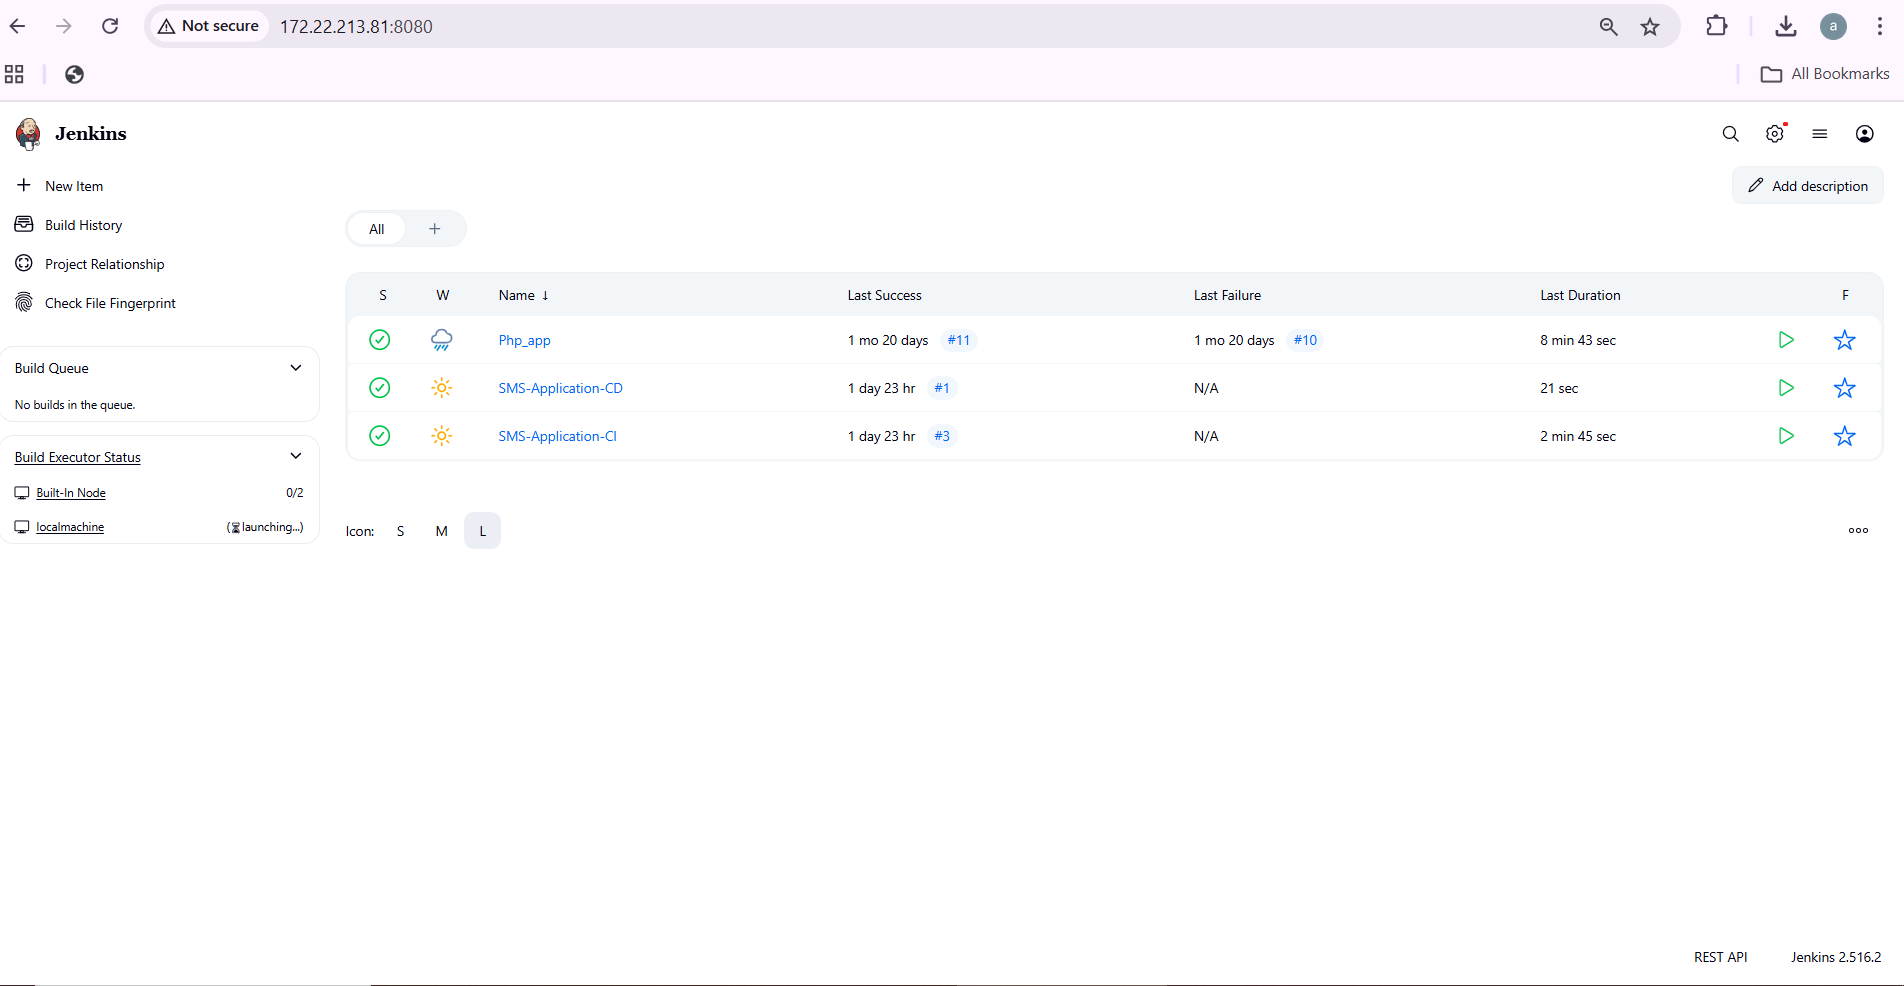 Not secure 172.22.213.81:8080
a
All Bookmarks
Jenkins
New Item
Build History
Project Relationship
Check File Fingerprint
Build Queue
No builds in the queue.
Build Executor Status
Built-In Node 0/2
localmachine (launching...)
Add description
All +
S W Name ↓ Last Success Last Failure Last Duration F
Php_app 1 mo 20 days #11 1 mo 20 days #10 8 min 43 sec
SMS-Application-CD 1 day 23 hr #1 N/A 21 sec
SMS-Application-CI 1 day 23 hr #3 N/A 2 min 45 sec
Icon: S M L
REST API Jenkins 2.516.2